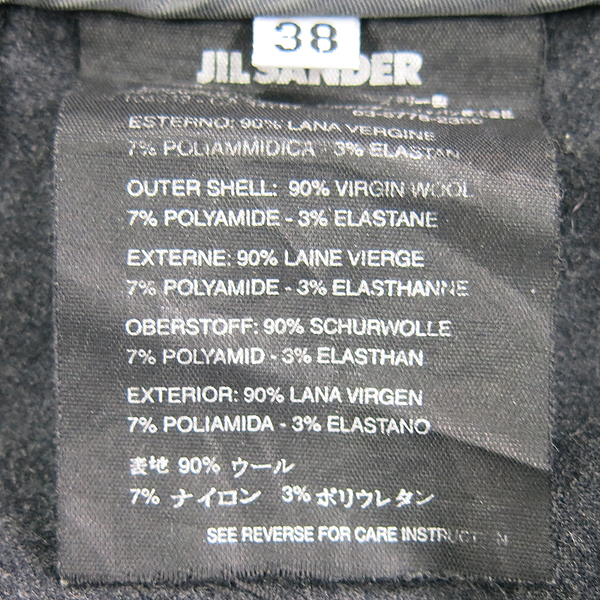 38
JIL SANDER
ESTERNO: 90% LANA VERGINE
7% POLIAMMIDICA - 3% ELASTAN
OUTER SHELL: 90% VIRGIN WOOL
7% POLYAMIDE - 3% ELASTANE
EXTERNE: 90% LAINE VIERGE
7% POLYAMIDE - 3% ELASTHANNE
OBERSTOFF: 90% SCHURWOLLE
7% POLYAMID - 3% ELASTHAN
EXTERIOR: 90% LANA VIRGEN
7% POLIAMIDA - 3% ELASTANO
表地 90% ウール
7% ナイロン 3% ポリウレタン
SEE REVERSE FOR CARE